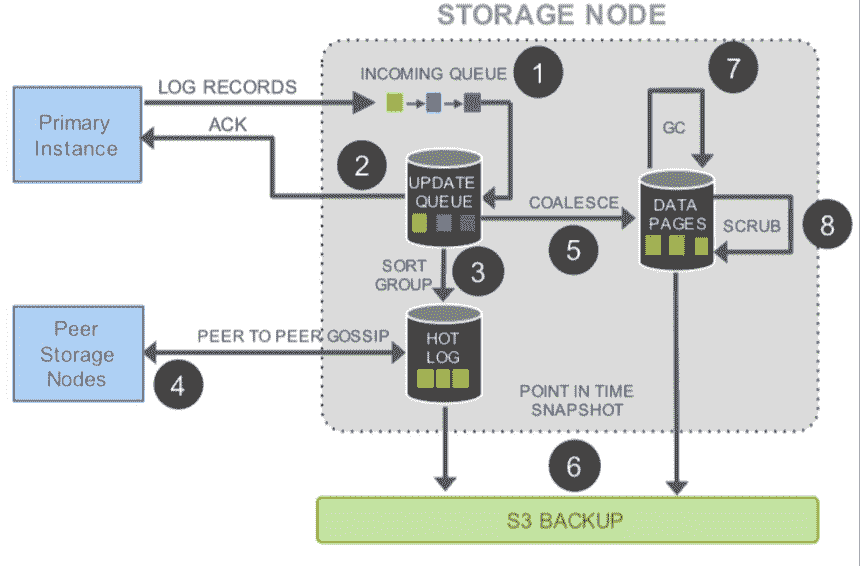 STORAGE NODE
INCOMING QUEUE
1
7
LOG RECORDS
Primary
Instance
ACK
GC
2
UPDATE
QUEUE
COALESCE
DATA
PAGES
SCRUB
8
5
SORT
GROUP
3
Peer
Storage
Nodes
PEER TO PEER GOSSIP
HOT
LOG
4
POINT IN TIME
SNAPSHOT
6
S3 BACKUP